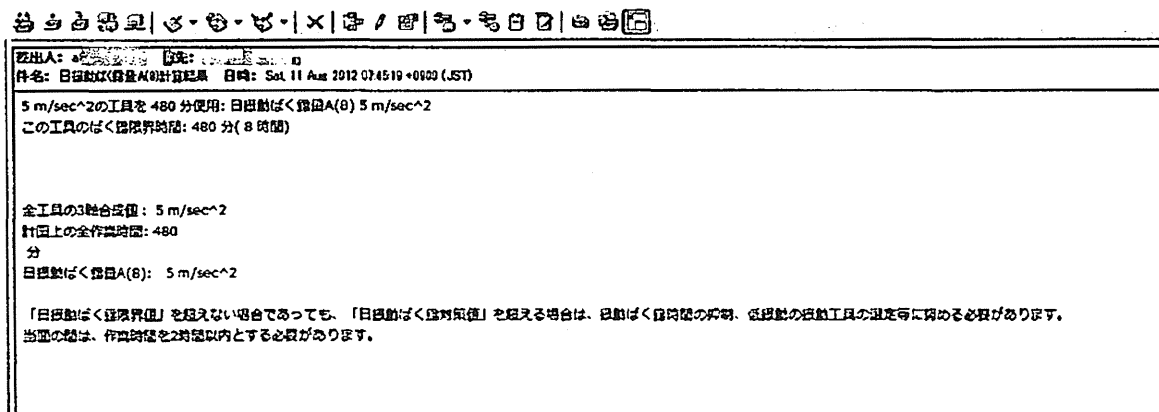 差出人: 宛先:
件名: 日振動ばく露量A(8)計算結果 日時: Sat, 11 Aug 2012 07:45:19 +0900 (JST)
5 m/sec^2の工具を 480 分使用: 日振動ばく露量A(8) 5 m/sec^2
この工具のばく露限界時間: 480 分( 8 時間)
全工具の3軸合成値: 5 m/sec^2
計画上の全作業時間: 480
分
日振動ばく露量A(8): 5 m/sec^2
「日振動ばく露限界値」を超えない場合であっても、「日振動ばく露対策値」を超える場合は、振動ばく露時間の抑制、低振動の振動工具の選定等に努める必要があります。
当面の間は、作業時間を2時間以内とする必要があります。